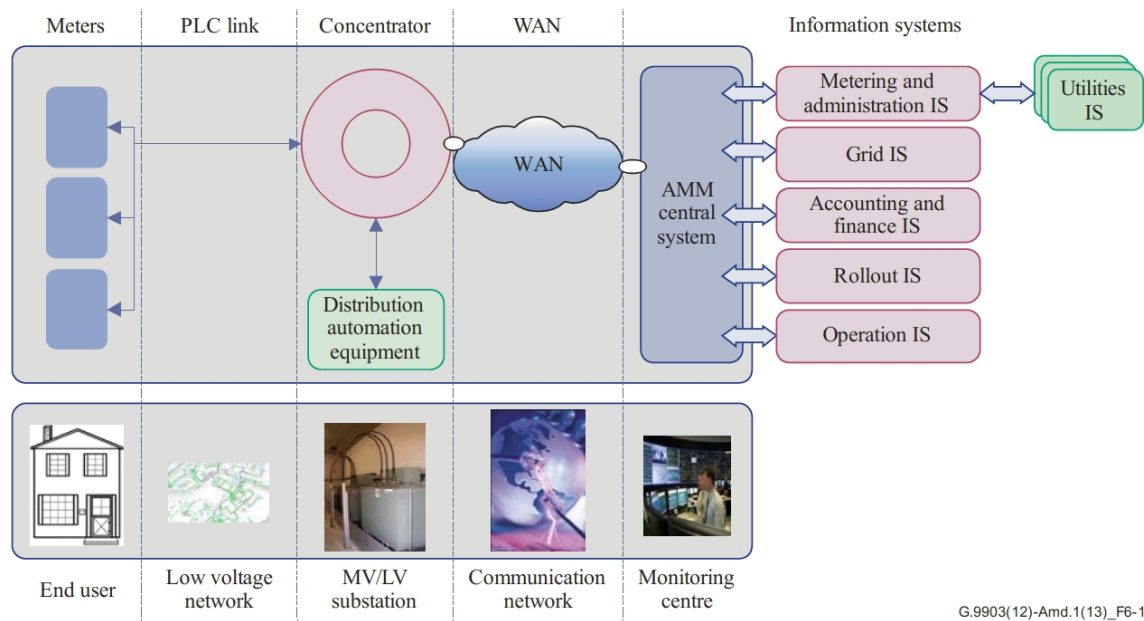 Meters
PLC link
Concentrator
WAN
Information systems
WAN
AMM
central
system
Distribution
automation
equipment
Metering and
administration IS
Utilities
IS
Grid IS
Accounting and
finance IS
Rollout IS
Operation IS
End user
Low voltage
network
MV/LV
substation
Communication
network
Monitoring
centre
G.9903(12)-Amd.1(13)_F6-1